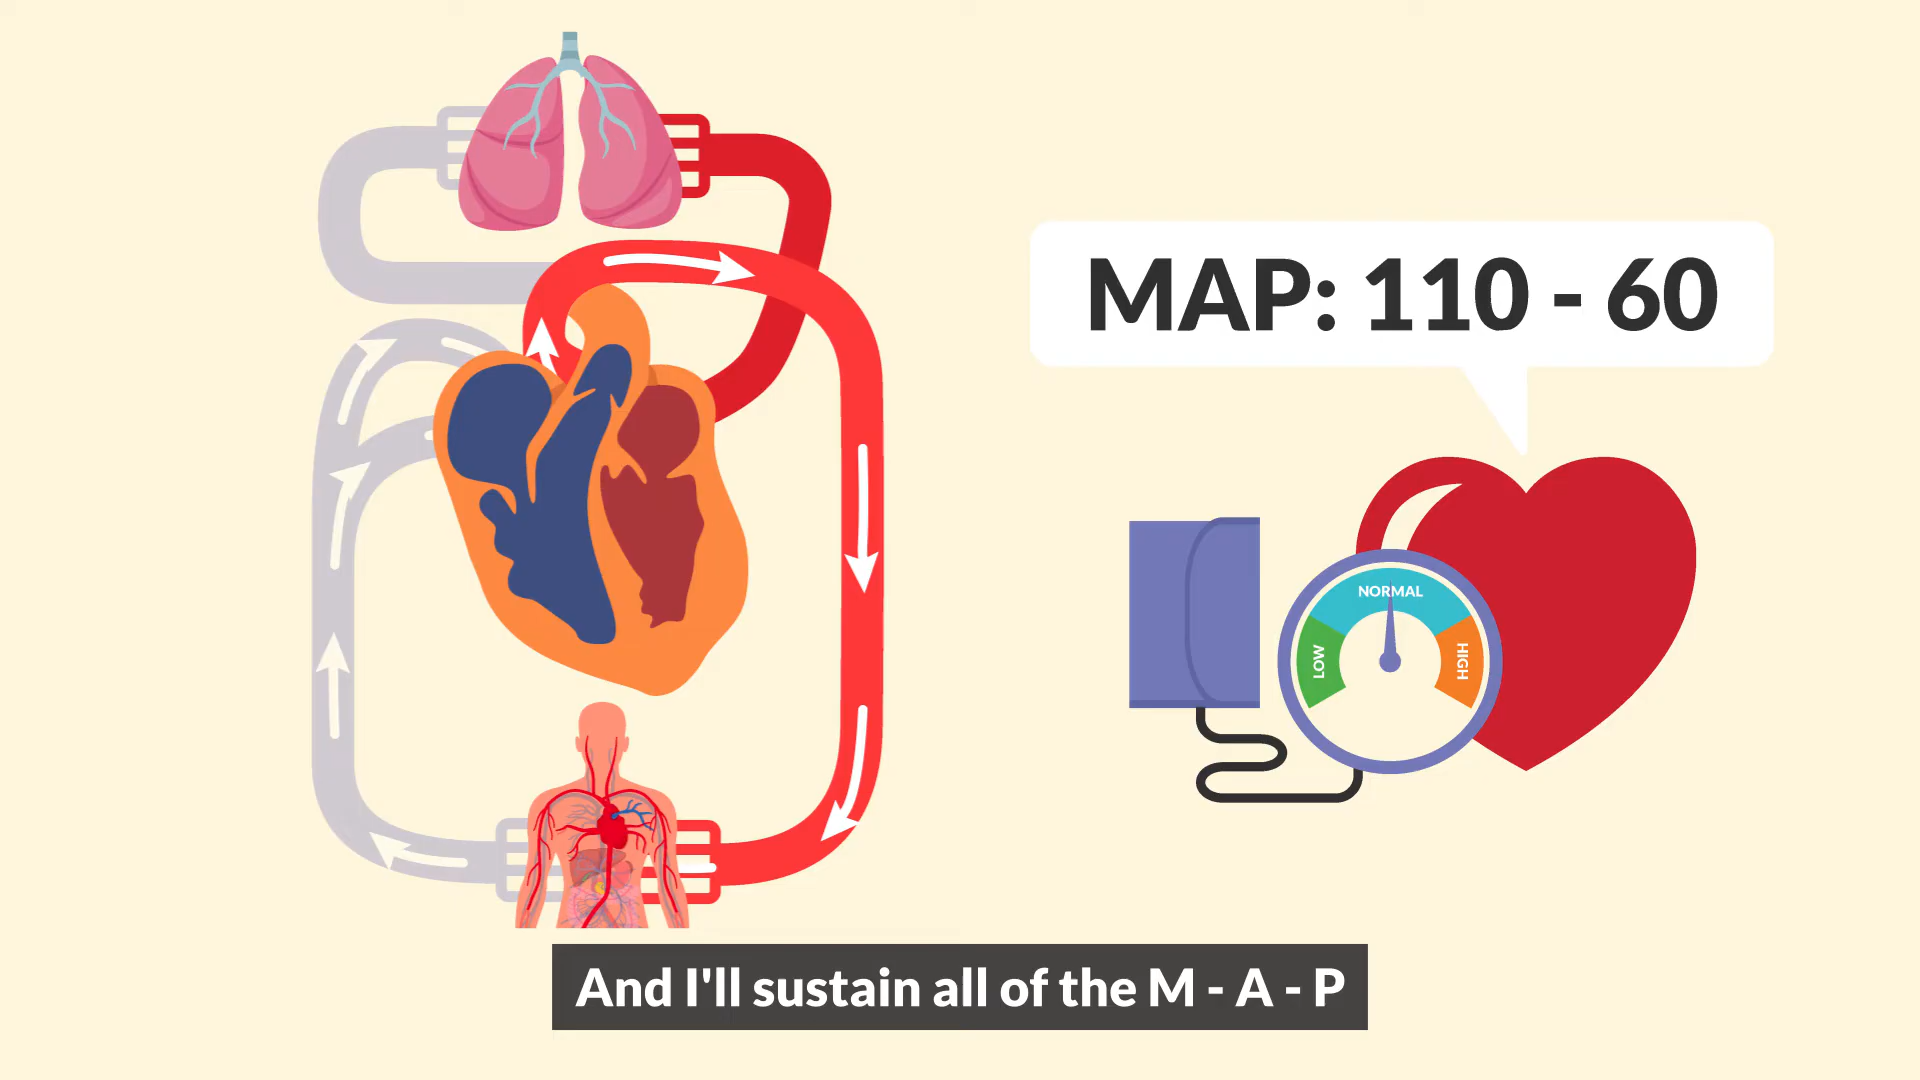 MAP: 110 - 60
NORMAL
LOW
HIGH
And I'll sustain all of the M - A - P